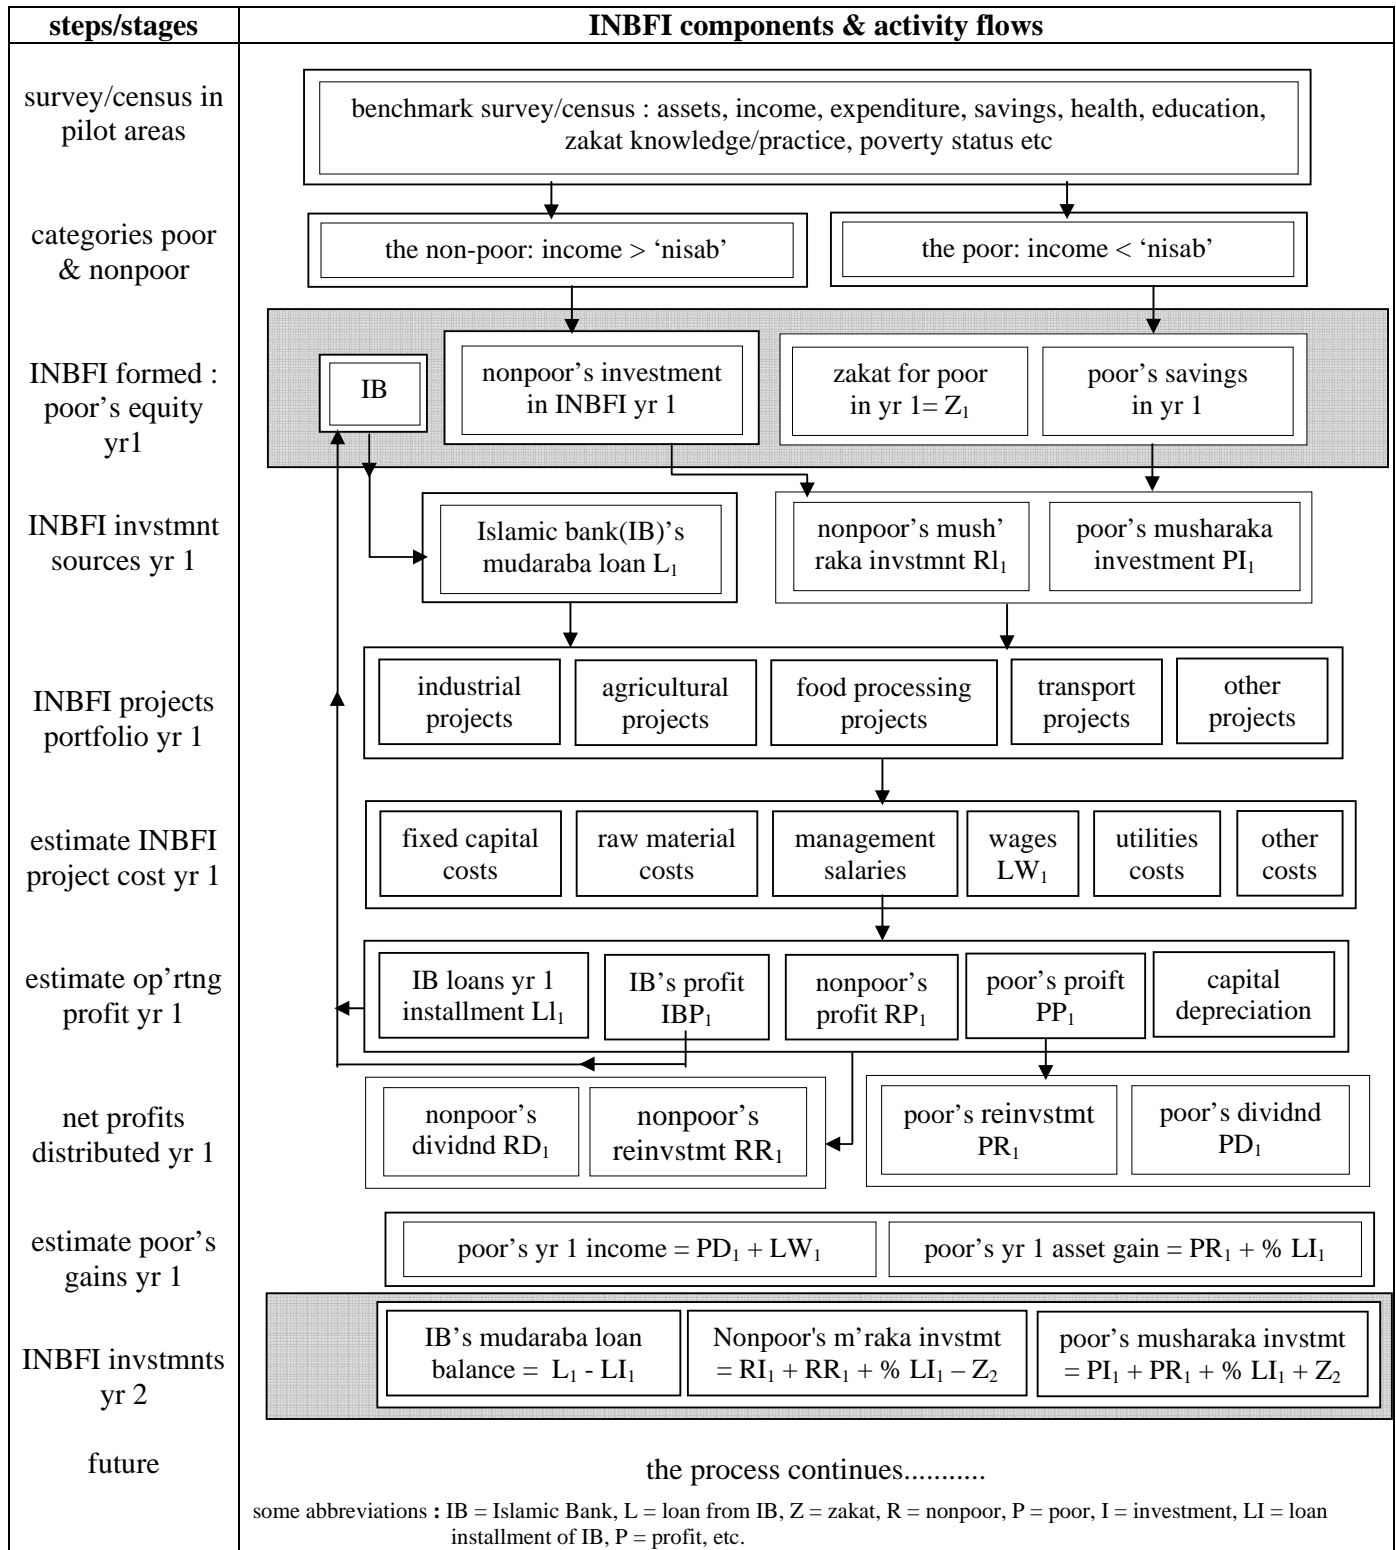 steps/stages
INBFI components & activity flows
survey/census in
pilot areas
benchmark survey/census : assets, income, expenditure, savings, health, education,
zakat knowledge/practice, poverty status etc
categories poor
& nonpoor
the non-poor: income > ‘nisab’
the poor: income < ‘nisab’
INBFI formed :
poor’s equity
yr1
IB
nonpoor’s investment
in INBFI yr 1
zakat for poor
in yr 1= Z₁
poor’s savings
in yr 1
INBFI invstmnt
sources yr 1
Islamic bank(IB)’s
mudaraba loan L₁
nonpoor’s mush’
raka invstmnt Rl₁
poor’s musharaka
investment PI₁
INBFI projects
portfolio yr 1
industrial
projects
agricultural
projects
food processing
projects
transport
projects
other
projects
estimate INBFI
project cost yr 1
fixed capital
costs
raw material
costs
management
salaries
wages
LW₁
utilities
costs
other
costs
estimate op’rtng
profit yr 1
IB loans yr 1
installment Ll₁
IB’s profit
IBP₁
nonpoor’s
profit RP₁
poor’s proift
PP₁
capital
depreciation
net profits
distributed yr 1
nonpoor’s
dividnd RD₁
nonpoor’s
reinvstmt RR₁
poor’s reinvstmt
PR₁
poor’s dividnd
PD₁
estimate poor’s
gains yr 1
poor’s yr 1 income = PD₁ + LW₁
poor’s yr 1 asset gain = PR₁ + % LI₁
INBFI invstmnts
yr 2
IB’s mudaraba loan
balance = L₁ - LI₁
Nonpoor's m’raka invstmt
= RI₁ + RR₁ + % LI₁ – Z₂
poor’s musharaka invstmt
= PI₁ + PR₁ + % LI₁ + Z₂
future
the process continues...........
some abbreviations : IB = Islamic Bank, L = loan from IB, Z = zakat, R = nonpoor, P = poor, I = investment, LI = loan
installment of IB, P = profit, etc.